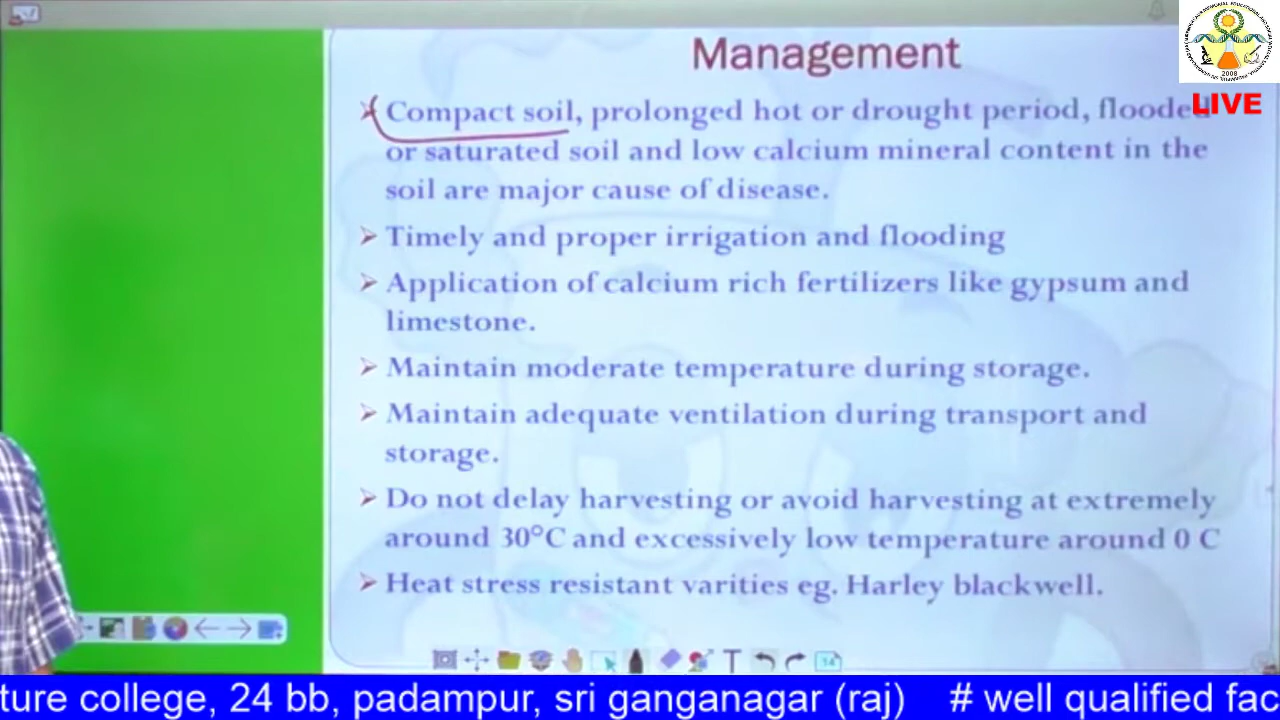 Management
LIVE
➤ Compact soil, prolonged hot or drought period, flooded
or saturated soil and low calcium mineral content in the
soil are major cause of disease.
➤ Timely and proper irrigation and flooding
➤ Application of calcium rich fertilizers like gypsum and
limestone.
➤ Maintain moderate temperature during storage.
➤ Maintain adequate ventilation during transport and
storage.
➤ Do not delay harvesting or avoid harvesting at extremely
around 30°C and excessively low temperature around 0 C
➤ Heat stress resistant varities eg. Harley blackwell.
T
14
2008
ture college, 24 bb, padampur, sri ganganagar (raj) # well qualified fac